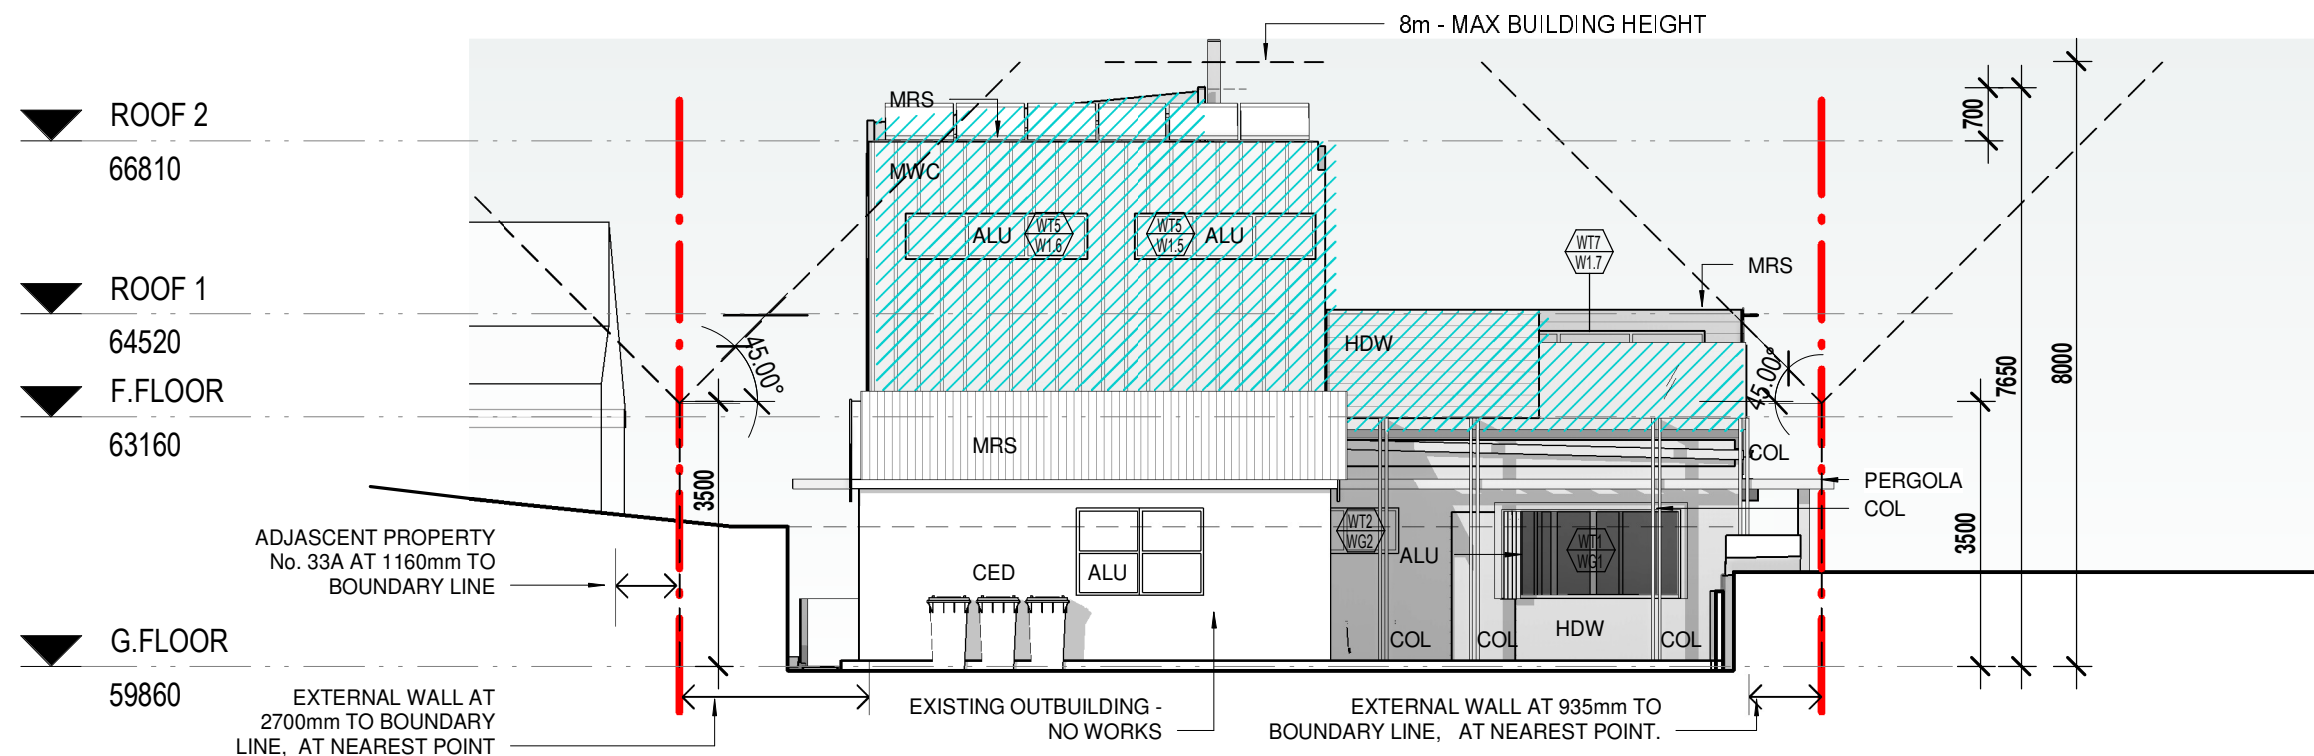 8m - MAX BUILDING HEIGHT
ROOF 2
66810
ROOF 1
64520
F.FLOOR
63160
G.FLOOR
59860
MRS
MWC
ALU
WT5
W1.6
WT5
W1.5
ALU
WT7
W1.7
MRS
HDW
45.00°
45.00°
700
7650
8000
3500
3500
MRS
COL
PERGOLA
COL
ADJASCENT PROPERTY
No. 33A AT 1160mm TO
BOUNDARY LINE
CED
ALU
WT2
WG2
ALU
WT1
WG1
HDW
COL
COL
COL
EXTERNAL WALL AT
2700mm TO BOUNDARY
LINE, AT NEAREST POINT
EXISTING OUTBUILDING -
NO WORKS
EXTERNAL WALL AT 935mm TO
BOUNDARY LINE, AT NEAREST POINT.